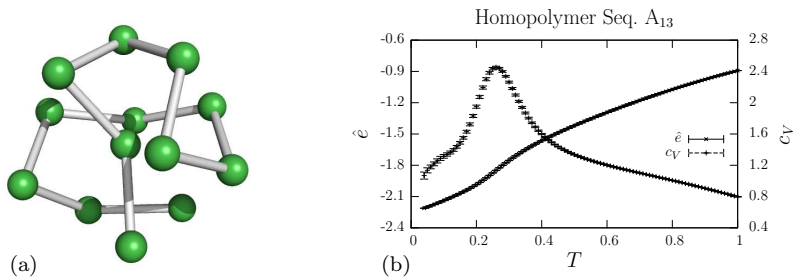 Homopolymer Seq. A₁₃
-0.6
-0.9
-1.2
-1.5
-1.8
-2.1
-2.4
ê
2.8
2.4
2
1.6
1.2
0.8
0.4
c_V
ê
c_V
0 0.2 0.4 0.6 0.8 1
T
(a)
(b)